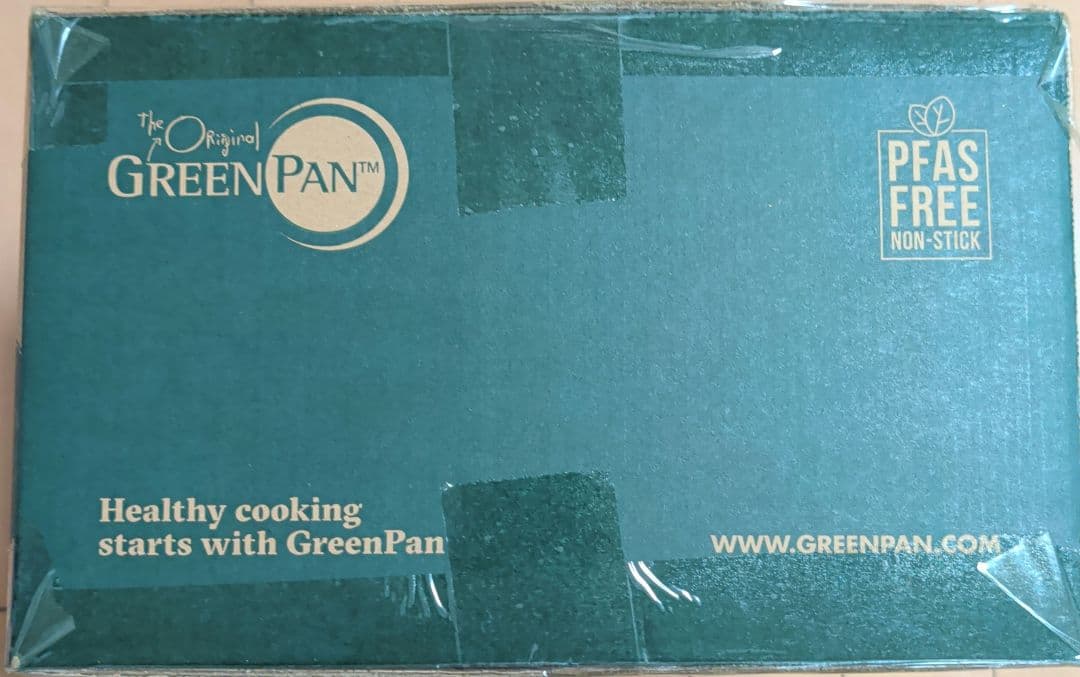 The Original
GREENPAN™
PFAS
FREE
NON-STICK
Healthy cooking
starts with GreenPan
WWW.GREENPAN.COM